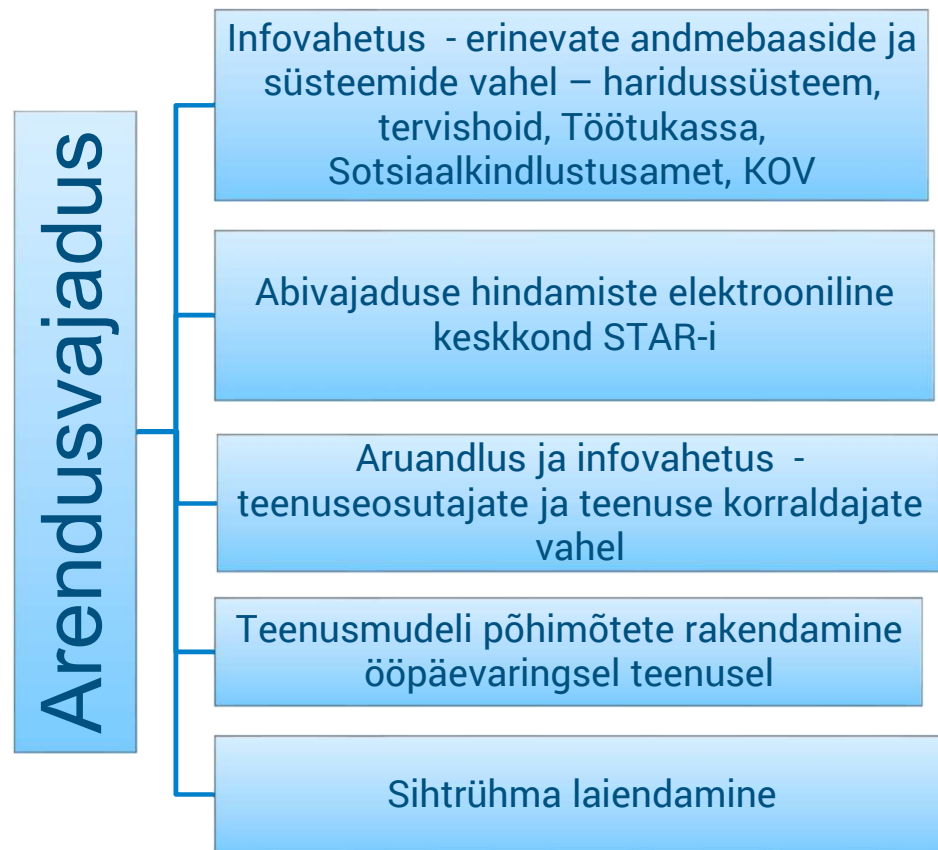 Arendusvajadus
Infovahetus - erinevate andmebaaside ja
süsteemide vahel – haridussüsteem,
tervishoid, Töötukassa,
Sotsiaalkindlustusamet, KOV
Abivajaduse hindamiste elektrooniline
keskkond STAR-i
Aruandlus ja infovahetus -
teenuseosutajate ja teenuse korraldajate
vahel
Teenusmudeli põhimõtete rakendamine
ööpäevaringsel teenusel
Sihtrühma laiendamine